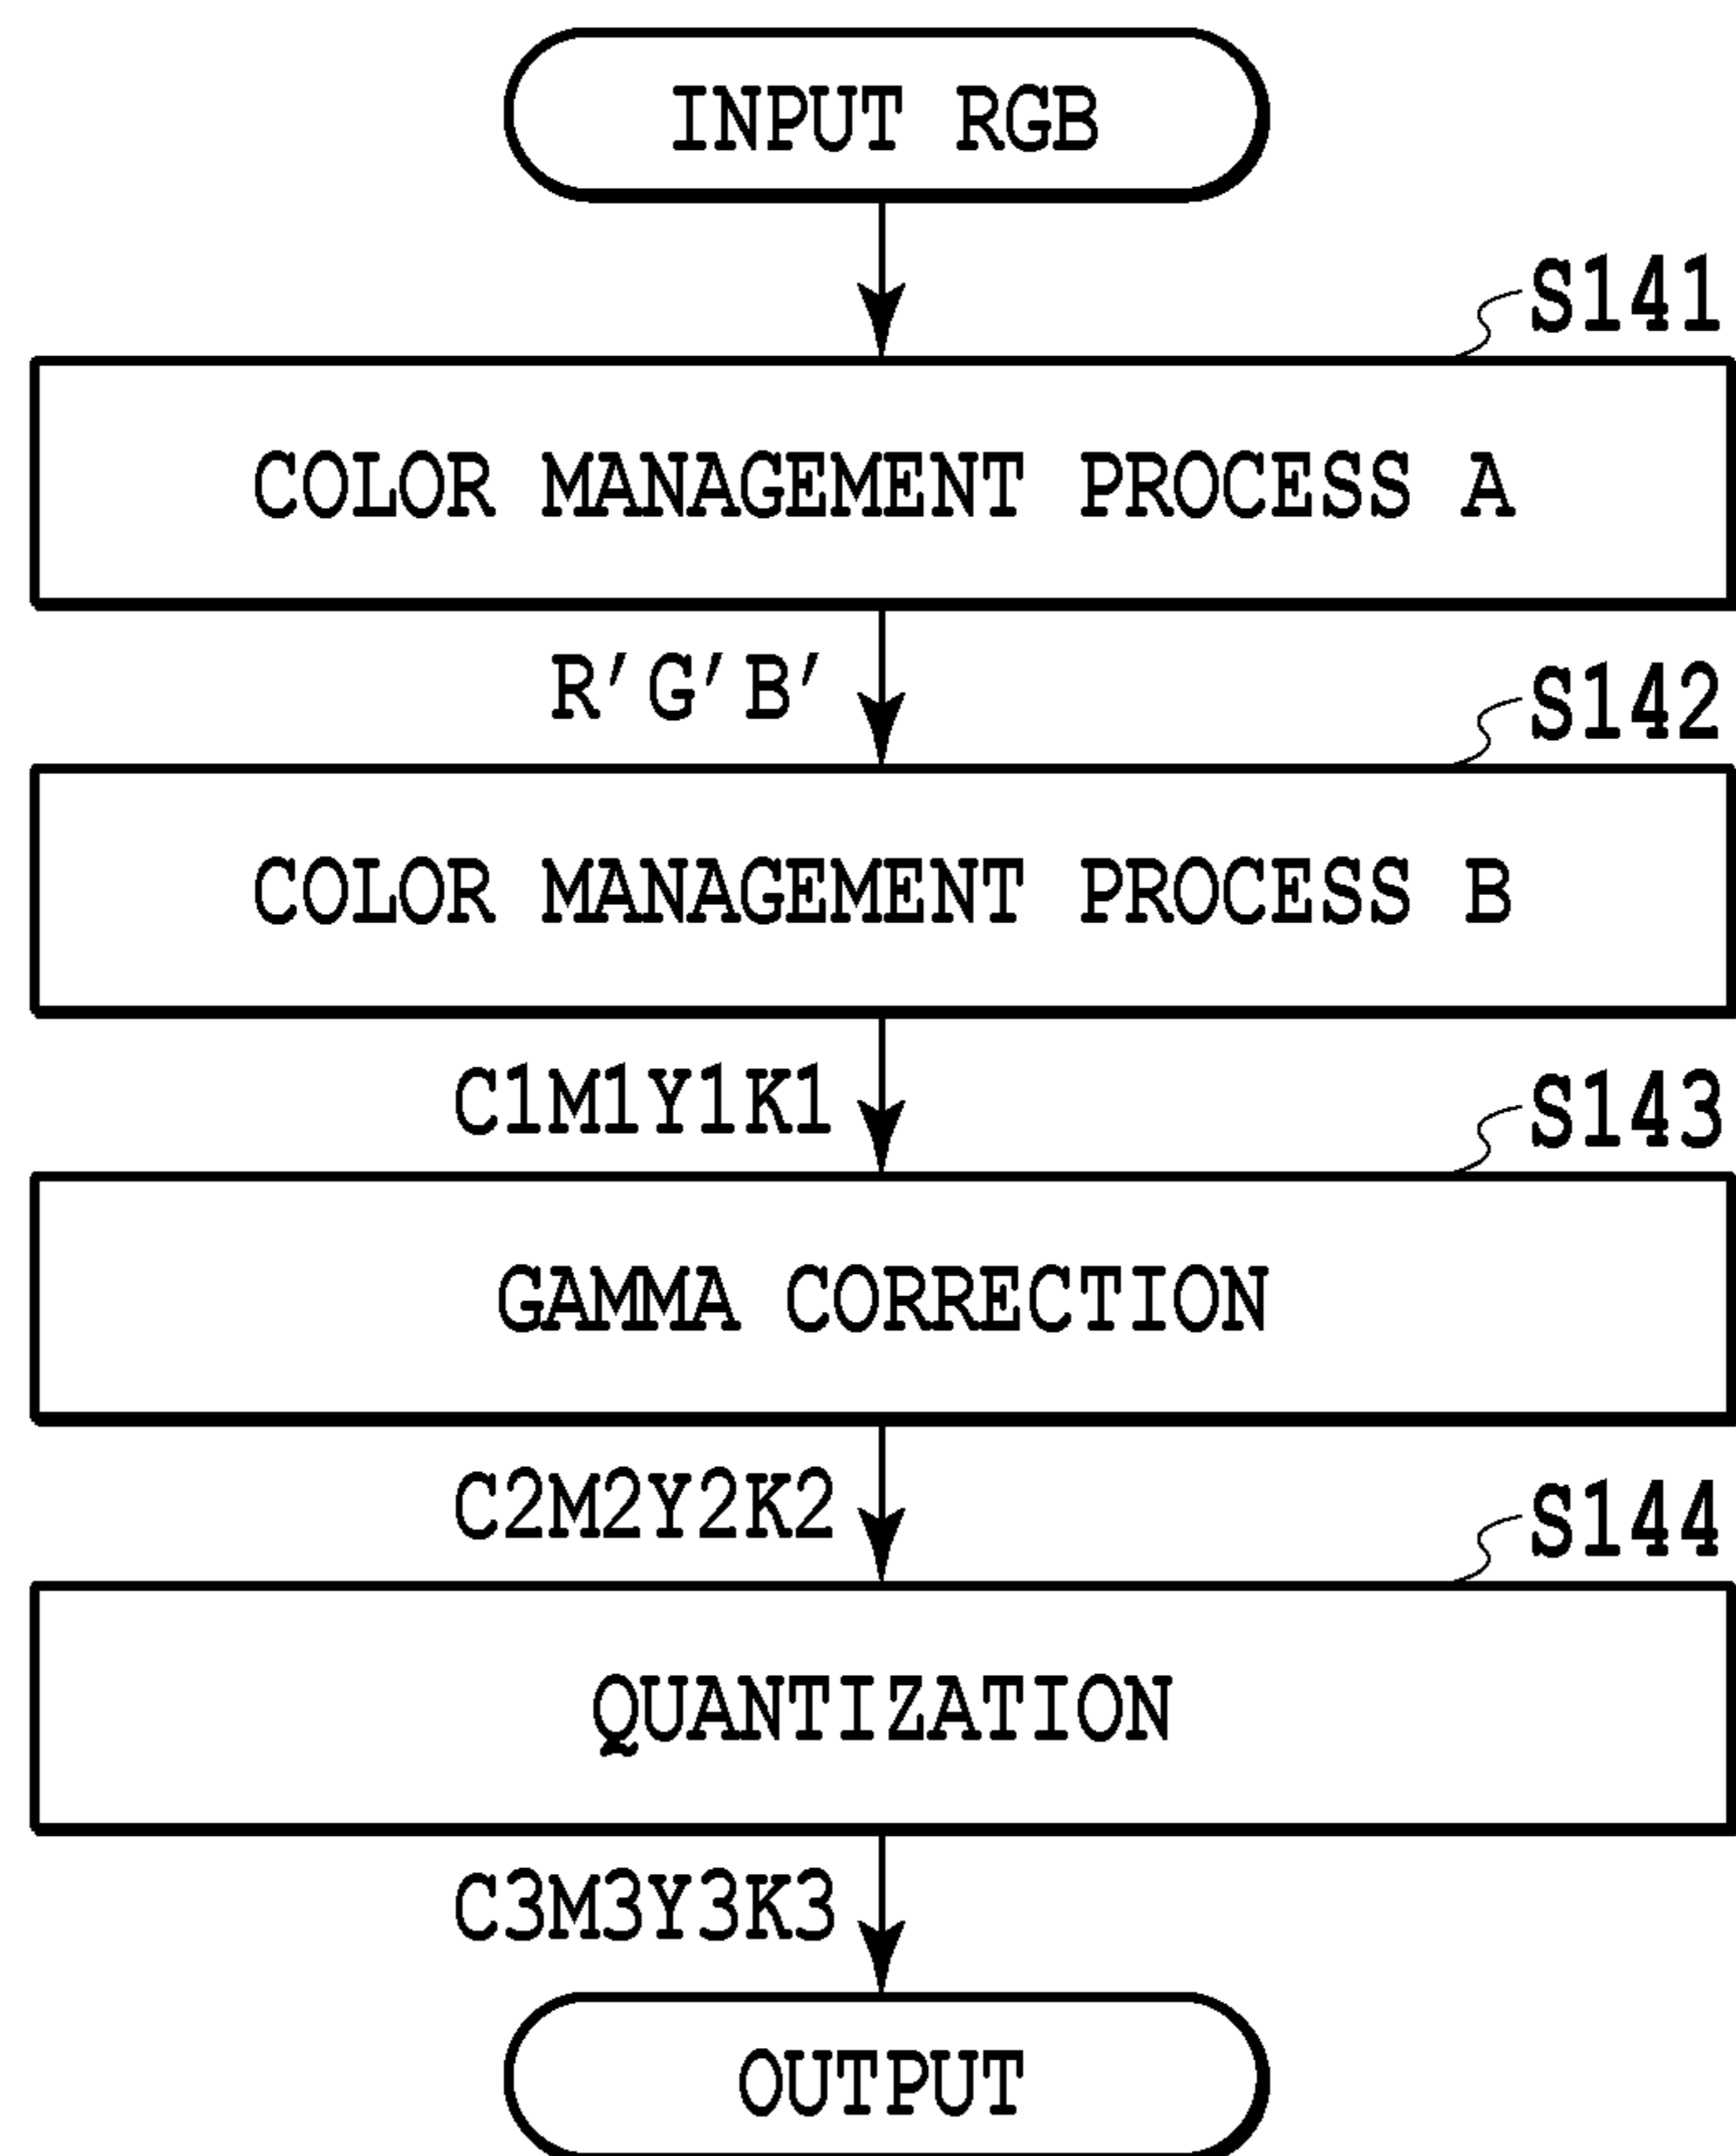 INPUT RGB
S141
COLOR MANAGEMENT PROCESS A
R'G'B'
S142
COLOR MANAGEMENT PROCESS B
C1M1Y1K1
S143
GAMMA CORRECTION
C2M2Y2K2
S144
QUANTIZATION
C3M3Y3K3
OUTPUT